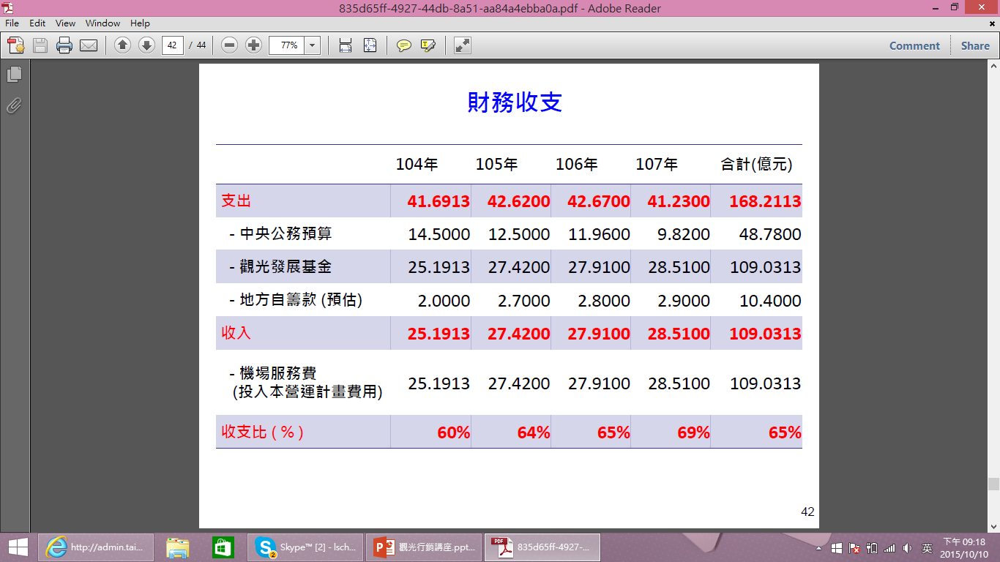 835d65ff-4927-44db-8a51-aa84a4ebba0a.pdf - Adobe Reader
File Edit View Window Help
42 / 44 77% Comment Share
財務收支
104年 105年 106年 107年 合計(億元)
支出 41.6913 42.6200 42.6700 41.2300 168.2113
- 中央公務預算 14.5000 12.5000 11.9600 9.8200 48.7800
- 觀光發展基金 25.1913 27.4200 27.9100 28.5100 109.0313
- 地方自籌款 (預估) 2.0000 2.7000 2.8000 2.9000 10.4000
收入 25.1913 27.4200 27.9100 28.5100 109.0313
- 機場服務費
(投入本營運計畫費用) 25.1913 27.4200 27.9100 28.5100 109.0313
收支比 ( % ) 60% 64% 65% 69% 65%
42
http://admin.tai... Skype™ [2] - lsch... 觀光行銷講座.ppt... 835d65ff-4927-... 英 下午 09:18
2015/10/10